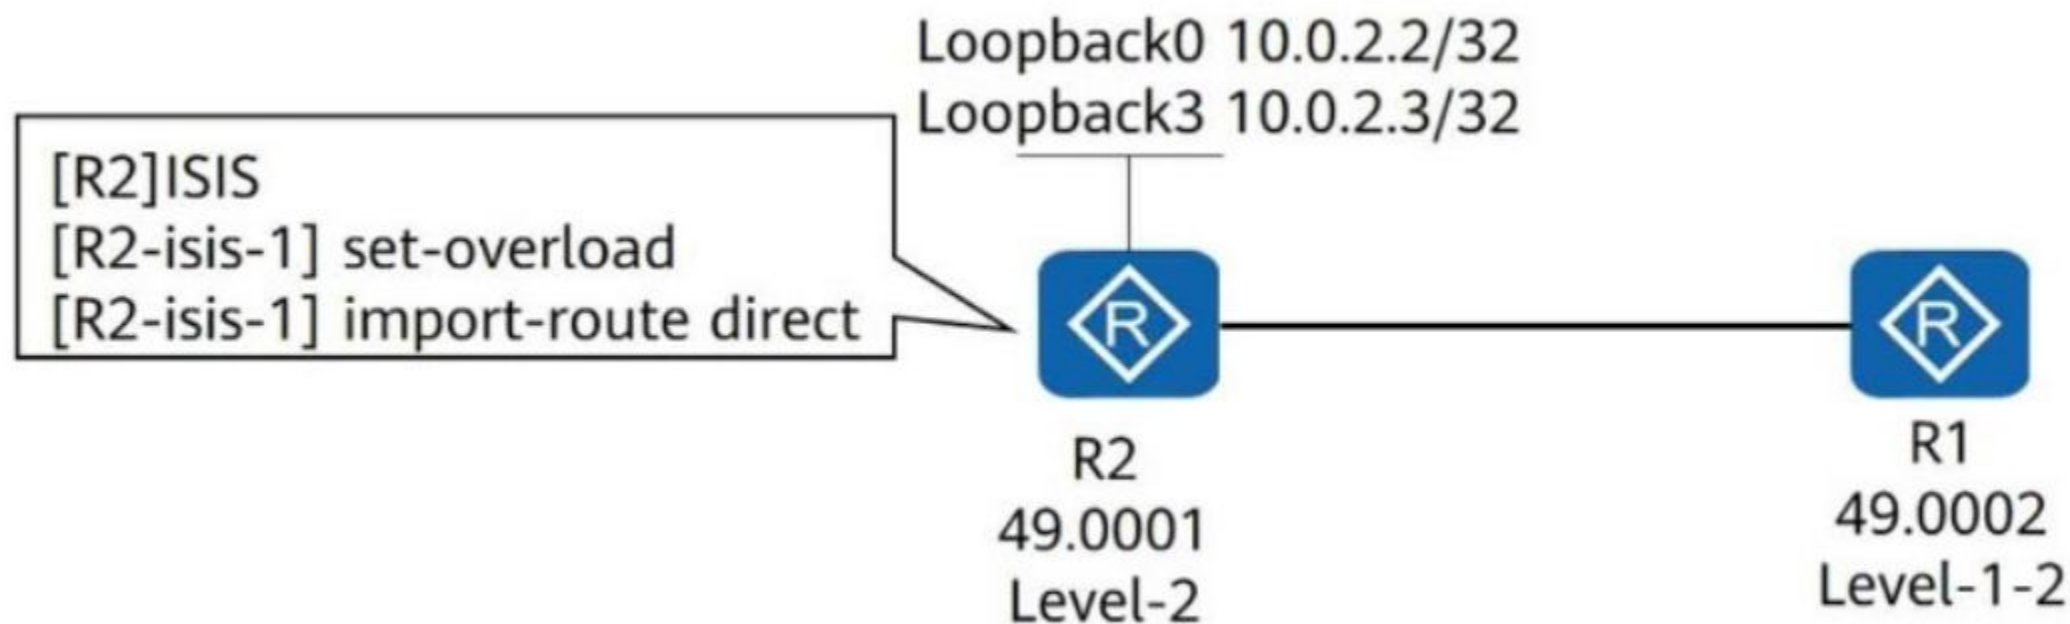 Loopback0 10.0.2.2/32
Loopback3 10.0.2.3/32
[R2]ISIS
[R2-isis-1] set-overload
[R2-isis-1] import-route direct
R
R
R2
49.0001
Level-2
R1
49.0002
Level-1-2